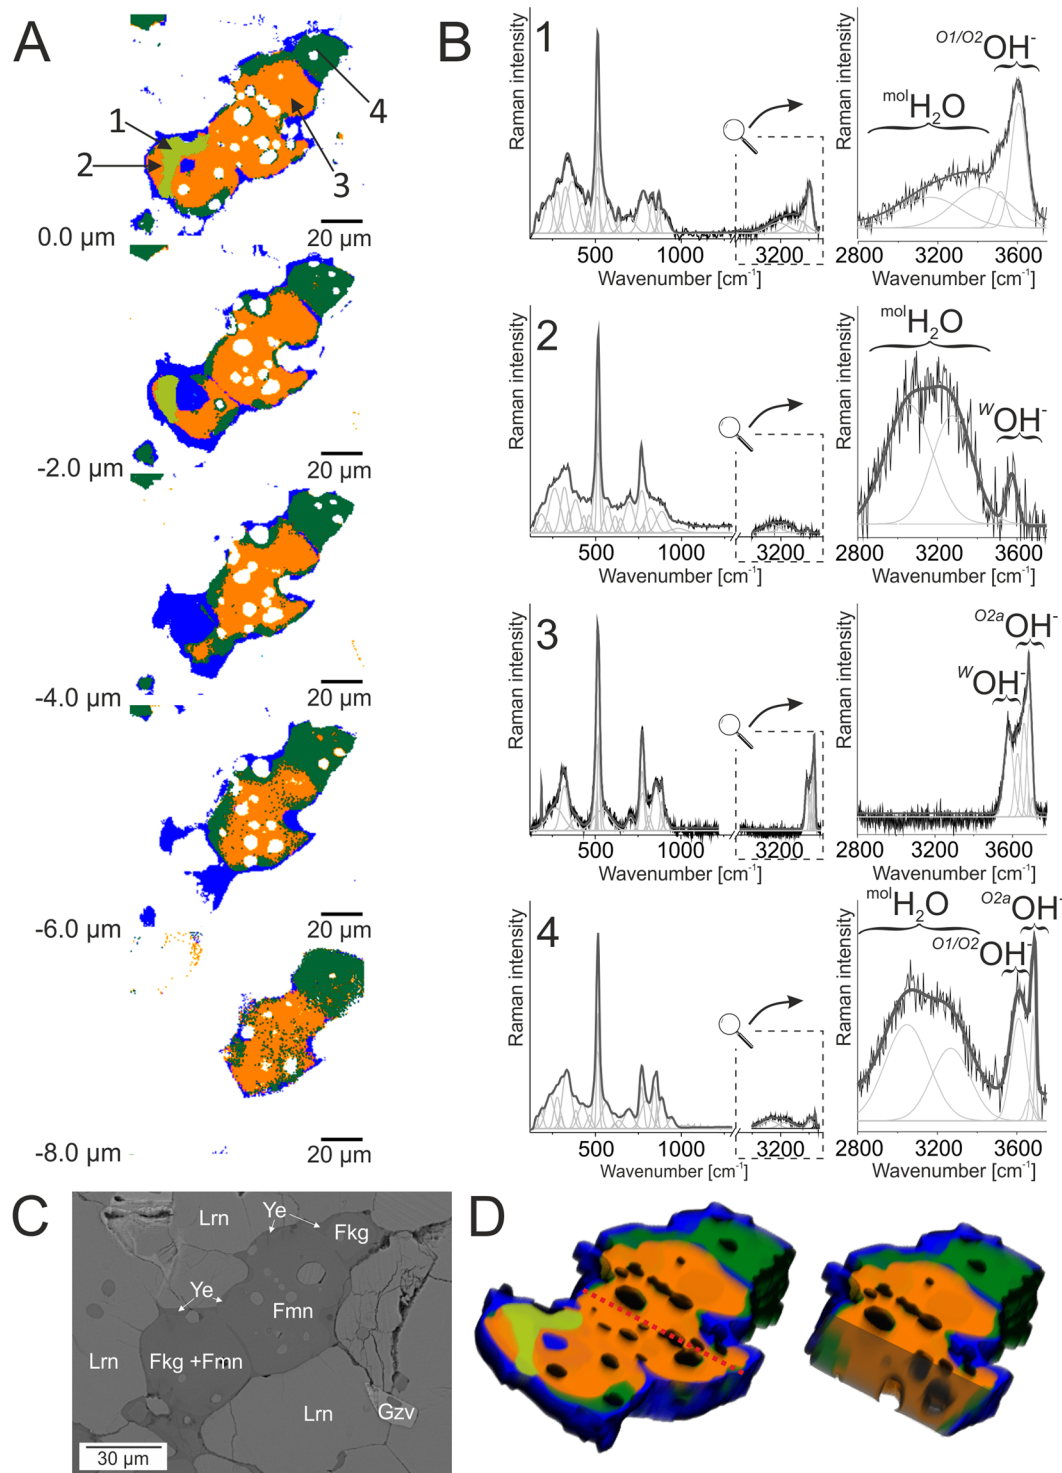 A
1
2
3
4
0.0 µm
20 µm
-2.0 µm
20 µm
-4.0 µm
20 µm
-6.0 µm
20 µm
-8.0 µm
20 µm
B
1
Raman intensity
500 1000 3200
Wavenumber [cm⁻¹]
Raman intensity
molH₂O
O1/O2OH⁻
2800 3200 3600
Wavenumber [cm⁻¹]
2
Raman intensity
500 1000 3200
Wavenumber [cm⁻¹]
Raman intensity
molH₂O
WOH⁻
2800 3200 3600
Wavenumber [cm⁻¹]
3
Raman intensity
500 1000 3200
Wavenumber [cm⁻¹]
Raman intensity
O2aOH⁻
WOH⁻
2800 3200 3600
Wavenumber [cm⁻¹]
4
Raman intensity
500 1000 3200
Wavenumber [cm⁻¹]
Raman intensity
molH₂O
O2aOH⁻
O1/O2OH⁻
2800 3200 3600
Wavenumber [cm⁻¹]
C
Lrn
Ye
Fkg
Ye
Fmn
Lrn
Fkg +Fmn
Lrn
Gzv
30 µm
D